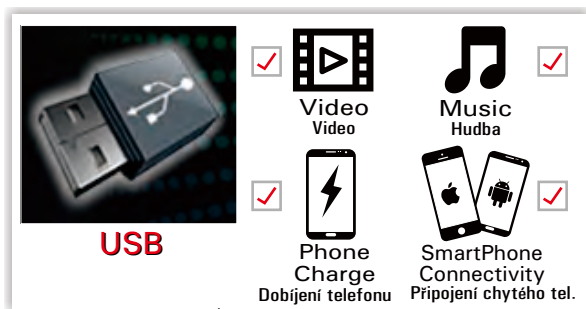 Video
Video
Music
Hudba
USB
Phone
Charge
Dobíjení telefonu
SmartPhone
Connectivity
Připojení chytého tel.